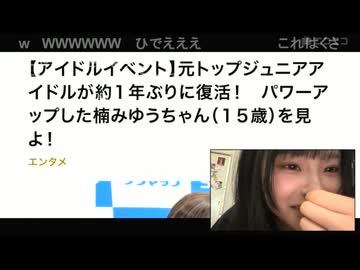 w WWWWWW ひでえええ
【アイドルイベント】元トップジュニアア
イドルが約１年ぶりに復活！　パワーア
ップした楠みゆうちゃん（１５歳）を見
よ！
エンタメ